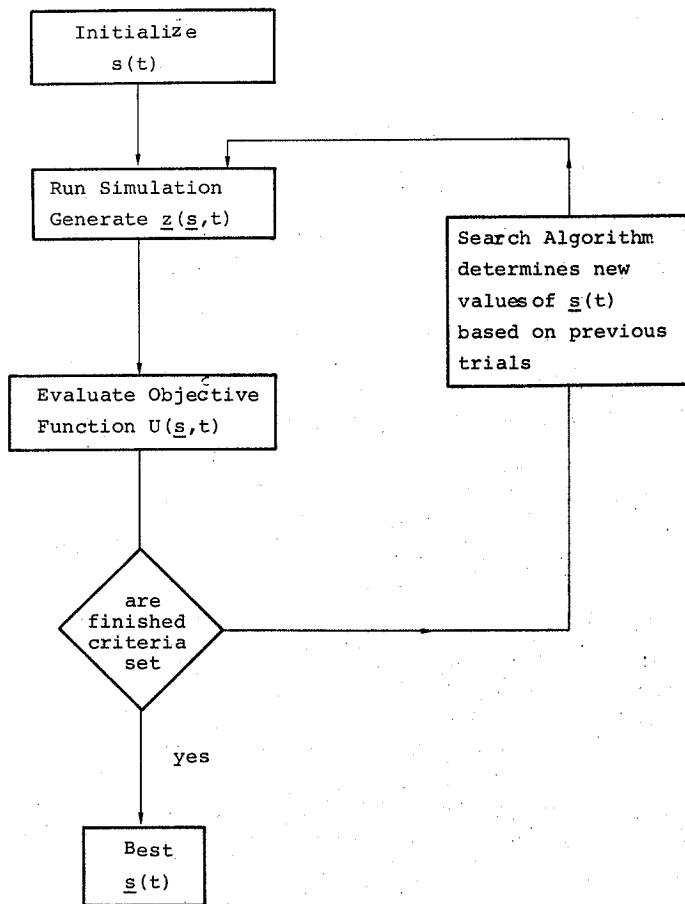 Initialize
s(t)
Run Simulation
Generate z(s,t)
Search Algorithm
determines new
values of s(t)
based on previous
trials
Evaluate Objective
Function U(s,t)
are
finished
criteria
set
yes
Best
s(t)